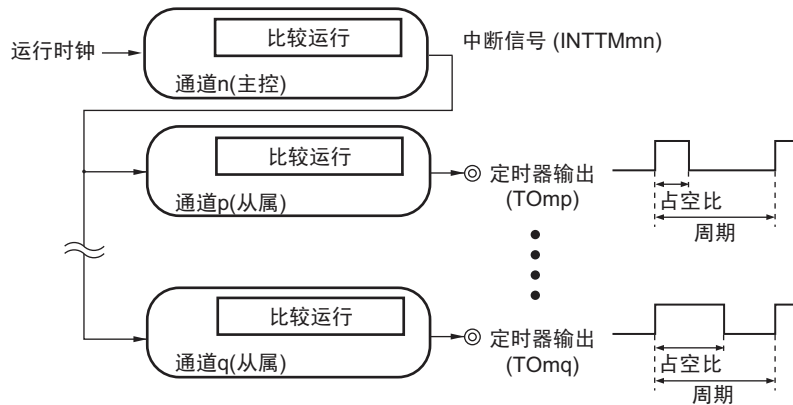 比较运行
运行时钟
中断信号 (INTTMmn)
通道n(主控)
比较运行
定时器输出
(TOmp)
通道p(从属)
占空比
周期
比较运行
定时器输出
(TOmq)
通道q(从属)
占空比
周期